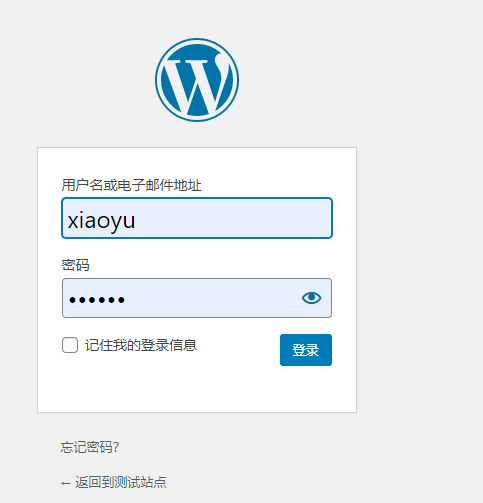 用户名或电子邮件地址
xiaoyu
密码
••••••
记住我的登录信息
登录
忘记密码？
← 返回到测试站点